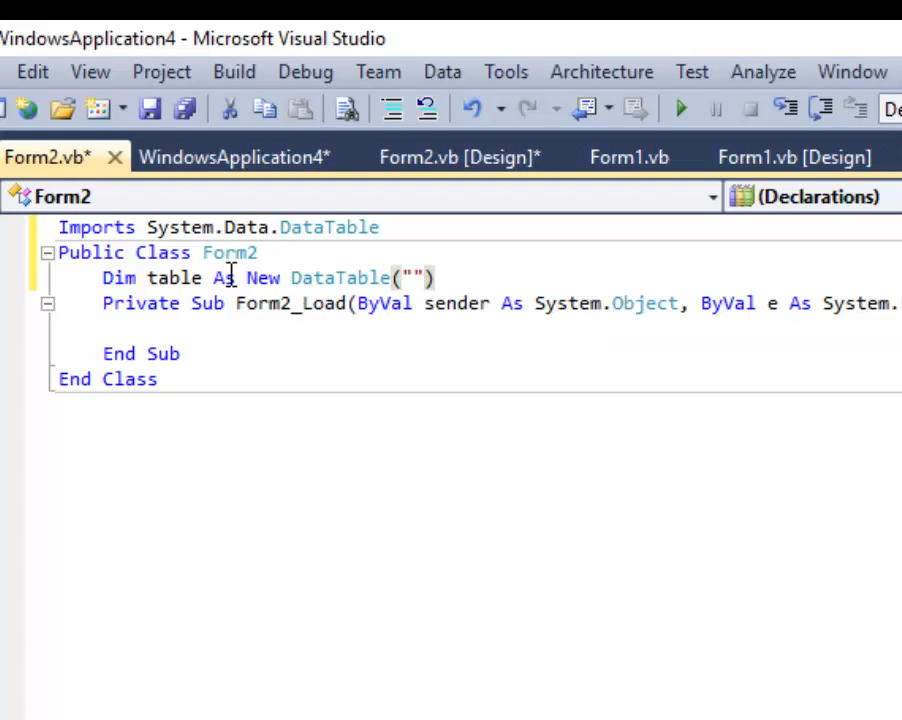 WindowsApplication4 - Microsoft Visual Studio
Edit View Project Build Debug Team Data Tools Architecture Test Analyze Window
De
Form2.vb* WindowsApplication4* Form2.vb [Design]* Form1.vb Form1.vb [Design]
Form2 (Declarations)
Imports System.Data.DataTable
Public Class Form2
Dim table As New DataTable("")
Private Sub Form2_Load(ByVal sender As System.Object, ByVal e As System.
End Sub
End Class